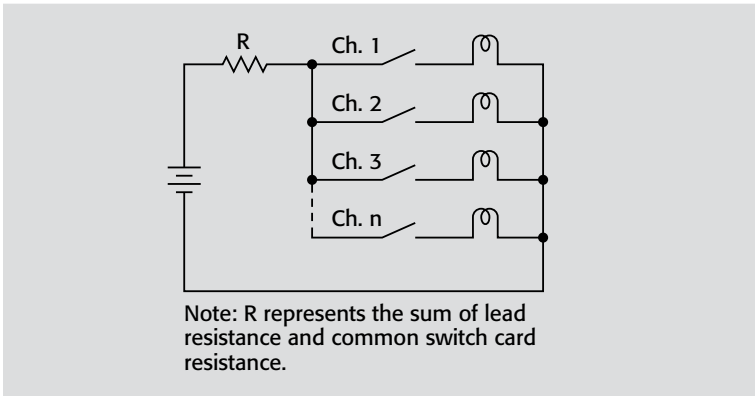 R
Ch. 1
Ch. 2
Ch. 3
Ch. n
Note: R represents the sum of lead
resistance and common switch card
resistance.